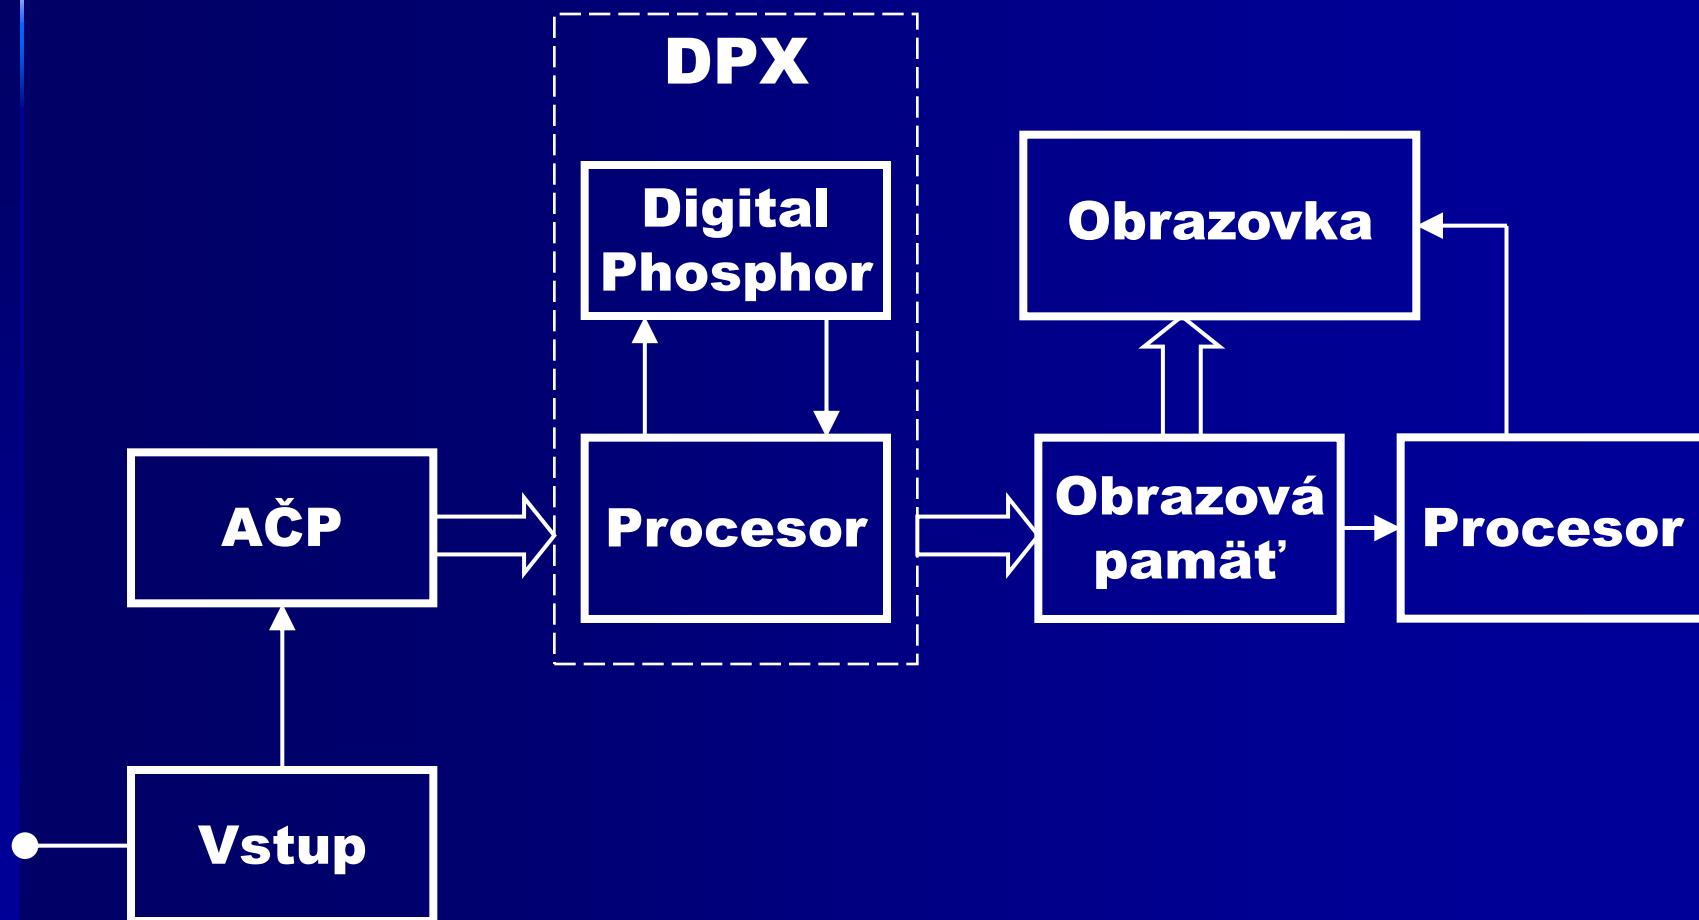 DPX
Digital
Phosphor
Obrazovka
AČP
Procesor
Obrazová
pamäť
Procesor
Vstup